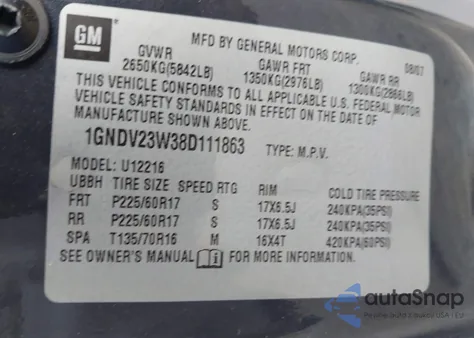 GM
MFD BY GENERAL MOTORS CORP.
08/07
GVWR GAWR FRT GAWR RR
2650KG(5842LB) 1350KG(2976LB) 1300KG(2866LB)
THIS VEHICLE CONFORMS TO ALL APPLICABLE U.S. FEDERAL MOTOR
VEHICLE SAFETY STANDARDS IN EFFECT ON THE DATE OF
MANUFACTURE SHOWN ABOVE.
1GNDV23W38D111863 TYPE: M.P.V.
MODEL: U12216
UBBH TIRE SIZE SPEED RTG RIM COLD TIRE PRESSURE
FRT P225/60R17 S 17X6.5J 240KPA(35PSI)
RR P225/60R17 S 17X6.5J 240KPA(35PSI)
SPA T135/70R16 M 16X4T 420KPA(60PSI)
SEE OWNER'S MANUAL FOR MORE INFORMATION.
autoSnap